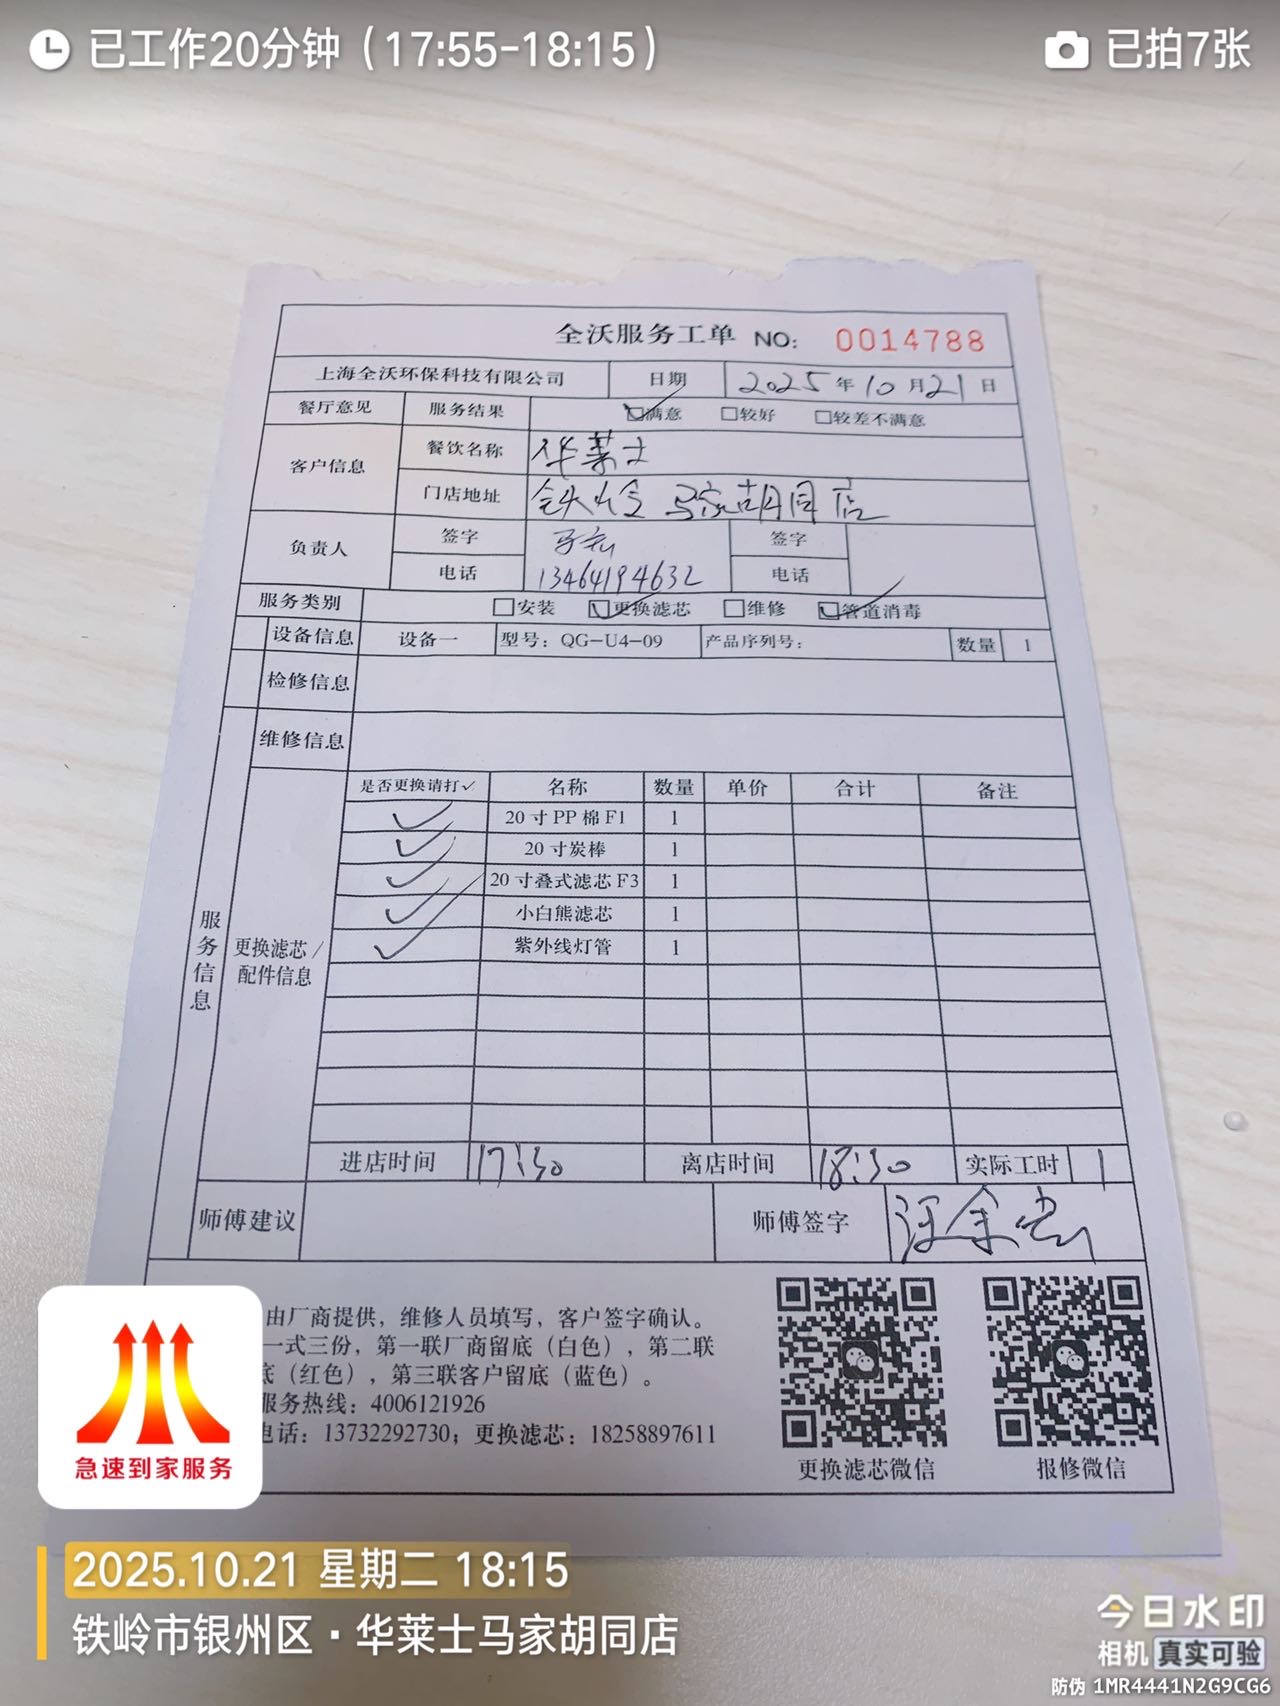 已工作20分钟（17:55-18:15）
已拍7张
全沃服务工单 NO: 0014788
上海全沃环保科技有限公司 日期 2025年10月21日
餐厅意见 服务结果 满意 较好 较差不满意
客户信息 餐饮名称 华莱士
门店地址 铁岭马家胡同店
负责人 签字 签字
电话 13464194632 电话
服务类别 安装 更换滤芯 维修 管道消毒
设备信息 设备一 型号：QG-U4-09 产品序列号： 数量 1
检修信息
维修信息
服务信息
更换滤芯/配件信息
是否更换请打✓ 名称 数量 单价 合计 备注
✓ 20寸PP棉F1 1
✓ 20寸炭棒 1
✓ 20寸叠式滤芯F3 1
✓ 小白熊滤芯 1
✓ 紫外线灯管 1
进店时间 17:30 离店时间 18:30 实际工时 1
师傅建议 师傅签字
由厂商提供，维修人员填写，客户签字确认。
一式三份，第一联厂商留底（白色），第二联
底（红色），第三联客户留底（蓝色）。
服务热线：4006121926
电话：13732292730；更换滤芯：18258897611
更换滤芯微信 报修微信
急速到家服务
2025.10.21 星期二 18:15
铁岭市银州区·华莱士马家胡同店
今日水印
相机 真实可验
防伪 1MR4441N2G9CG6